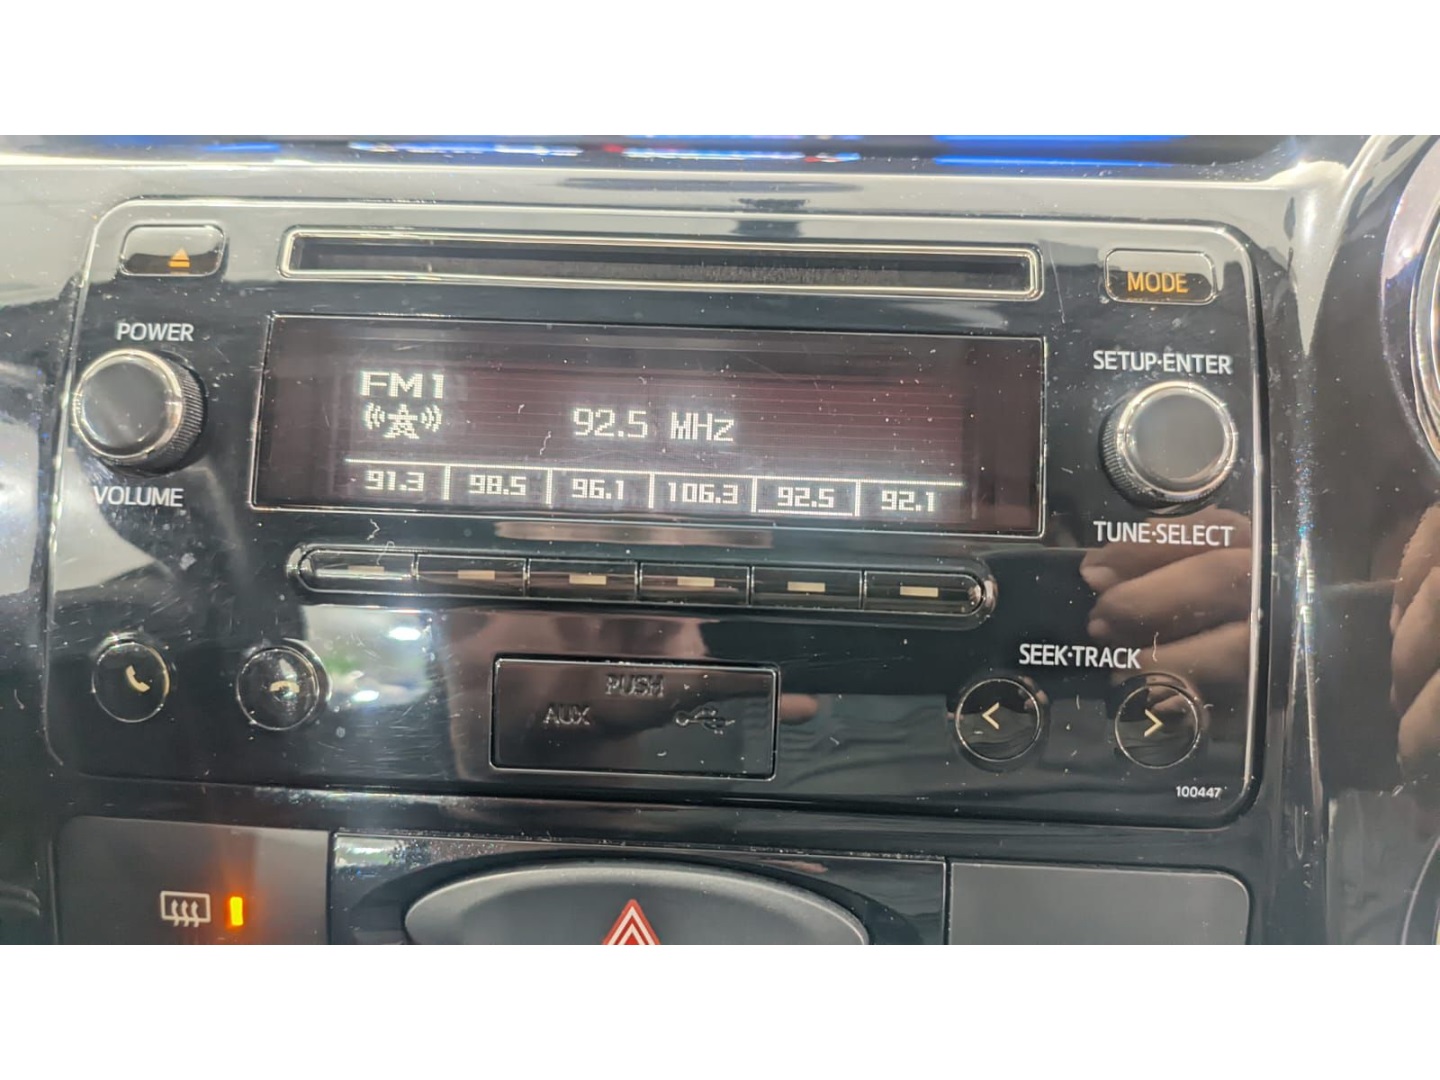 MODE
POWER
VOLUME
FM1
92.5 MHz
91.3 98.5 96.1 106.3 92.5 92.1
SETUP·ENTER
TUNE·SELECT
PUSH
AUX
SEEK·TRACK
< >
100447